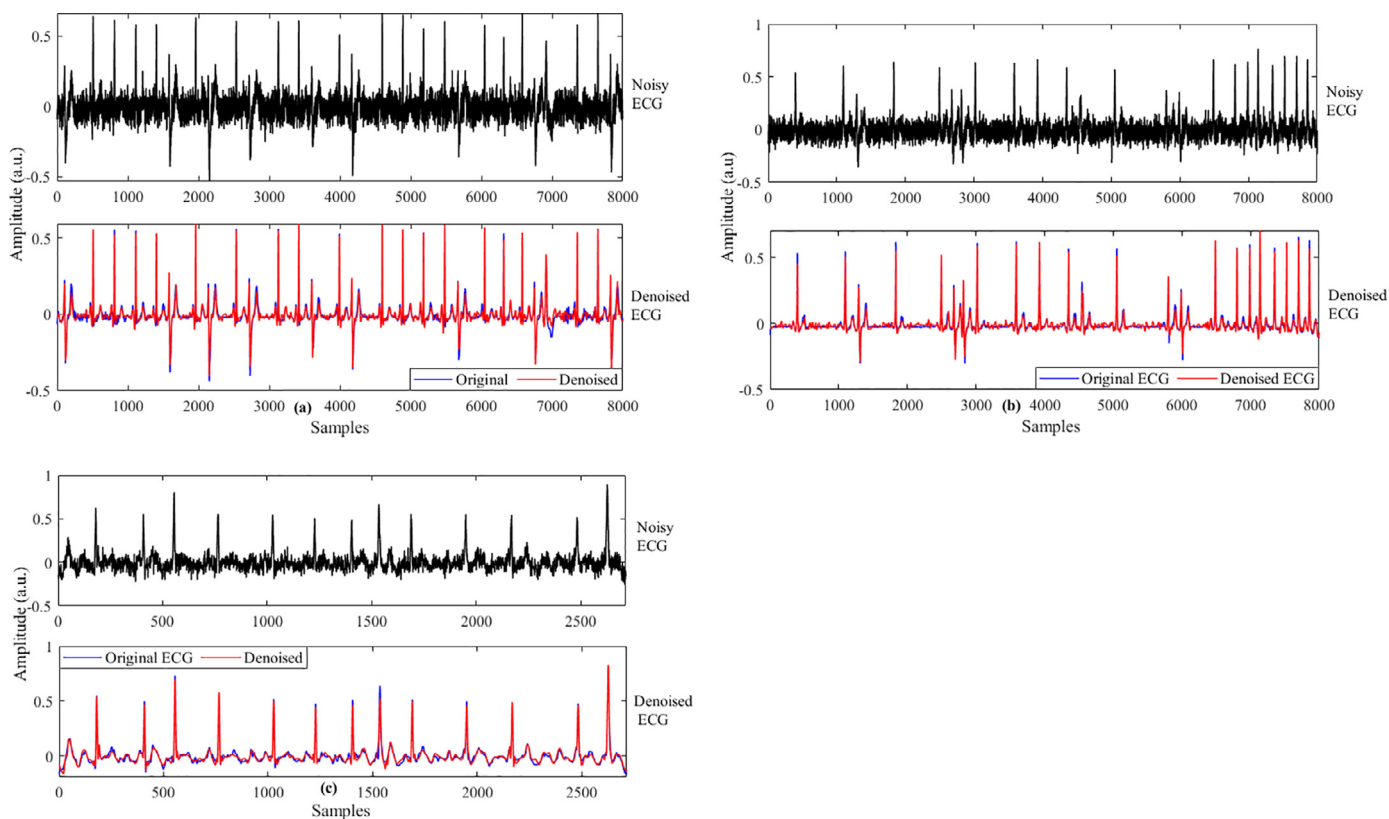 0.5
0
-0.5
0 1000 2000 3000 4000 5000 6000 7000 8000
Noisy
ECG
Amplitude (a.u.)
0.5
0
-0.5
0 1000 2000 3000 4000 5000 6000 7000 8000
Denoised
ECG
Original Denoised
(a)
Samples
1
0.5
0
-0.5
0 1000 2000 3000 4000 5000 6000 7000 8000
Noisy
ECG
Amplitude (a.u)
1
0.5
0
-0.5
0 1000 2000 3000 4000 5000 6000 7000 8000
Denoised
ECG
Original ECG Denoised ECG
(b)
Samples
1
0.5
0
-0.5
500 1000 1500 2000 2500
Noisy
ECG
Amplitude (a.u.)
1
0.5
0
0 500 1000 1500 2000 2500
Original ECG Denoised
Denoised
ECG
(c)
Samples